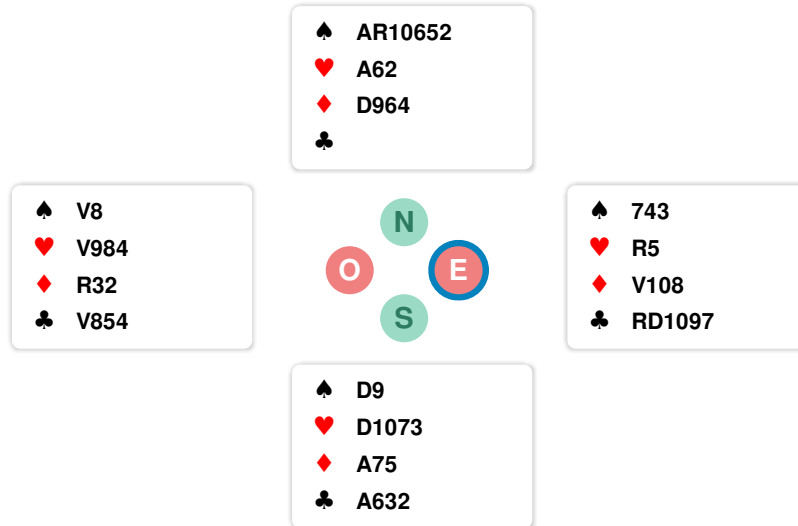 ♠ AR10652
♥ A62
♦ D964
♣
♠ V8
♥ V984
♦ R32
♣ V854
N
O E
S
♠ 743
♥ R5
♦ V108
♣ RD1097
♠ D9
♥ D1073
♦ A75
♣ A632